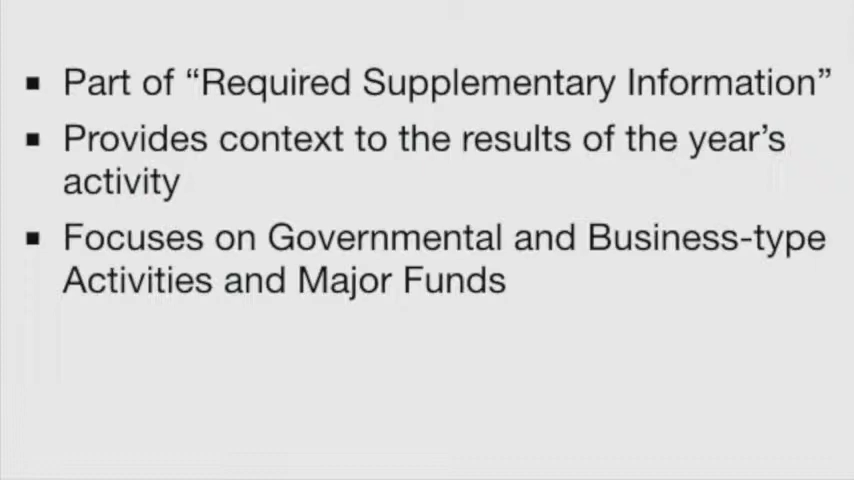 ▪ Part of “Required Supplementary Information”
▪ Provides context to the results of the year’s
activity
▪ Focuses on Governmental and Business-type
Activities and Major Funds